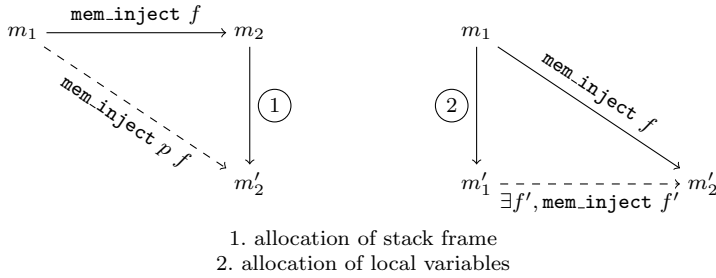 mem_inject f
m₁ m₂ m₁
mem_inject p f
1 2
mem_inject f
m′₂ m′₁ m′₂
∃f′, mem_inject f′
1. allocation of stack frame
2. allocation of local variables